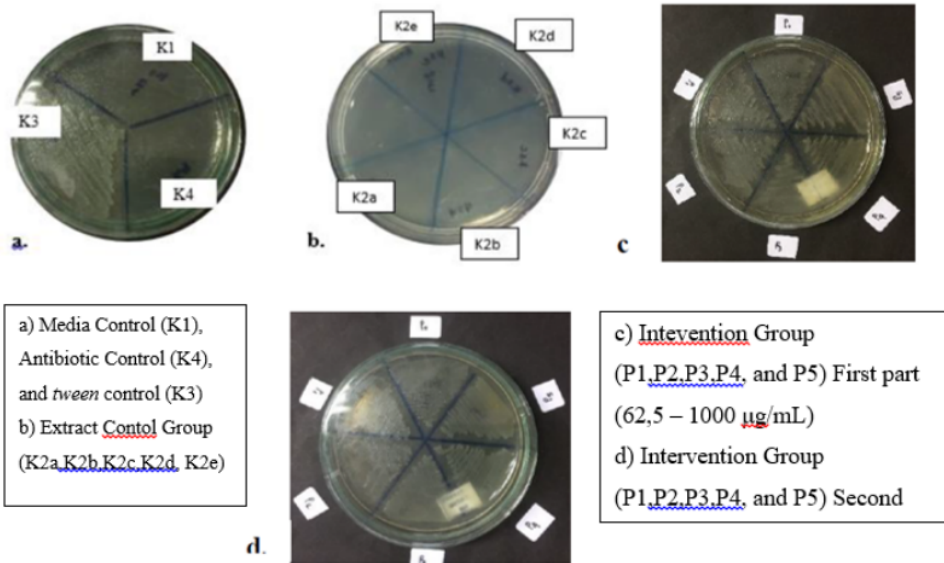 K1
K3
K4
a.
K2e
K2d
K2c
K2a
K2b
b.
c
a) Media Control (K1),
Antibiotic Control (K4),
and tween control (K3)
b) Extract Contol Group
(K2a,K2b,K2c,K2d, K2e)
d.
c) Intevention Group
(P1,P2,P3,P4, and P5) First part
(62,5 – 1000 µg/mL)
d) Intervention Group
(P1,P2,P3,P4, and P5) Second